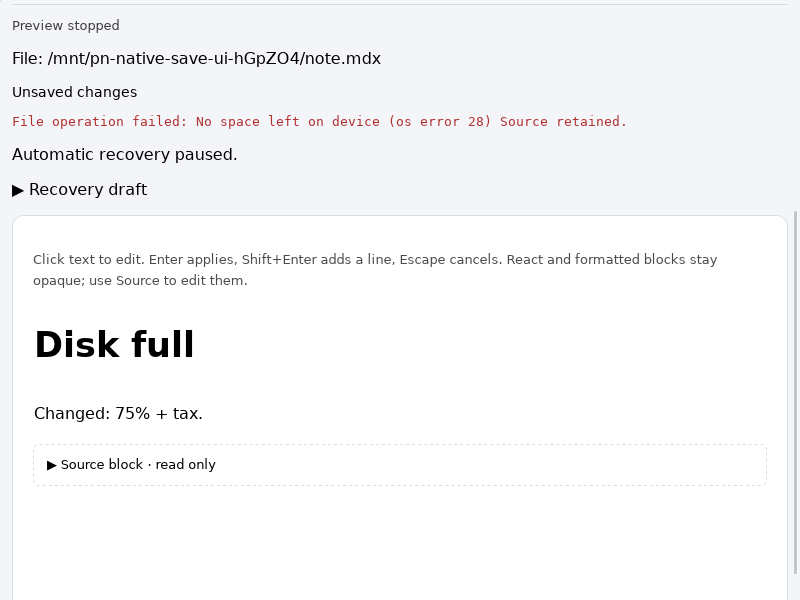 Preview stopped
File: /mnt/pn-native-save-ui-hGpZO4/note.mdx
Unsaved changes
File operation failed: No space left on device (os error 28) Source retained.
Automatic recovery paused.
▶ Recovery draft
Click text to edit. Enter applies, Shift+Enter adds a line, Escape cancels. React and formatted blocks stay
opaque; use Source to edit them.
Disk full
Changed: 75% + tax.
▶ Source block · read only